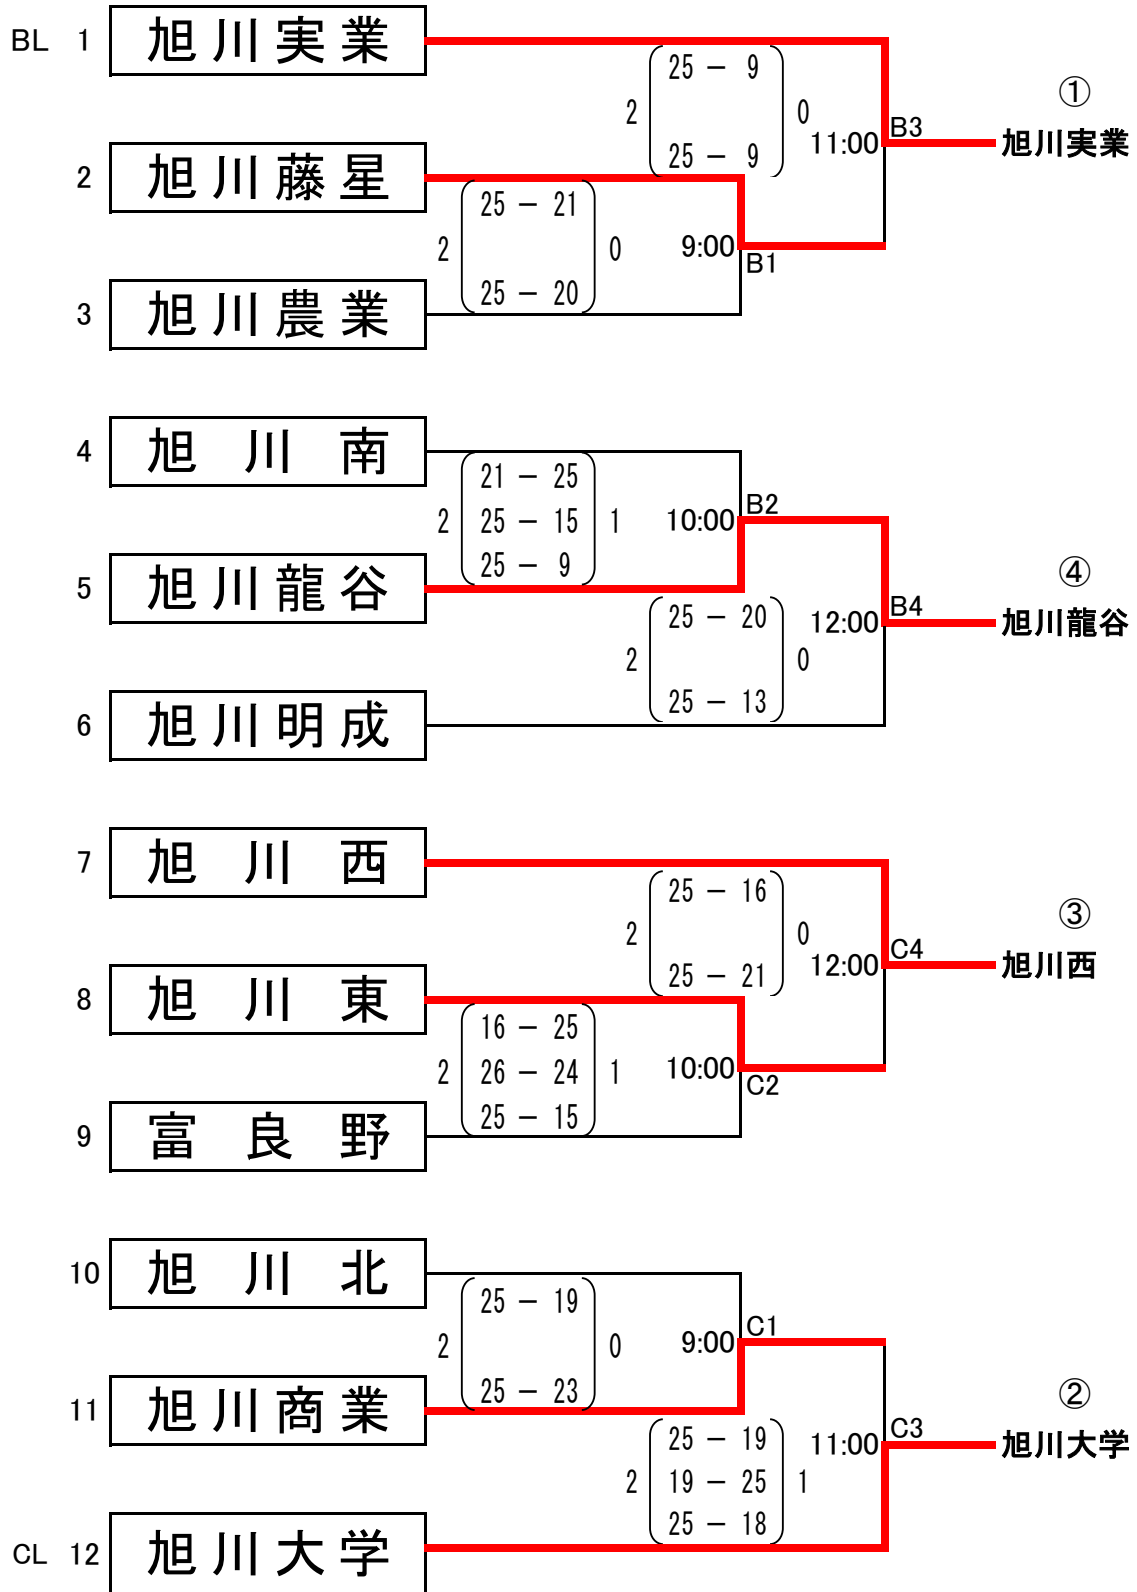 BL 1 旭川実業
25 － 9
2 0
25 － 9
11:00 B3
①
旭川実業
2 旭川藤星
25 － 21
2 0
25 － 20
9:00 B1
3 旭川農業
4 旭川南
21 － 25
2 25 － 15 1
25 － 9
10:00 B2
5 旭川龍谷
④
旭川龍谷
25 － 20
2 0
25 － 13
12:00 B4
6 旭川明成
7 旭川西
25 － 16
2 0
25 － 21
12:00 C4
③
旭川西
8 旭川東
16 － 25
2 26 － 24 1
25 － 15
10:00 C2
9 富良野
10 旭川北
25 － 19
2 0
25 － 23
9:00 C1
11 旭川商業
②
旭川大学
25 － 19
2 19 － 25 1
25 － 18
11:00 C3
CL 12 旭川大学